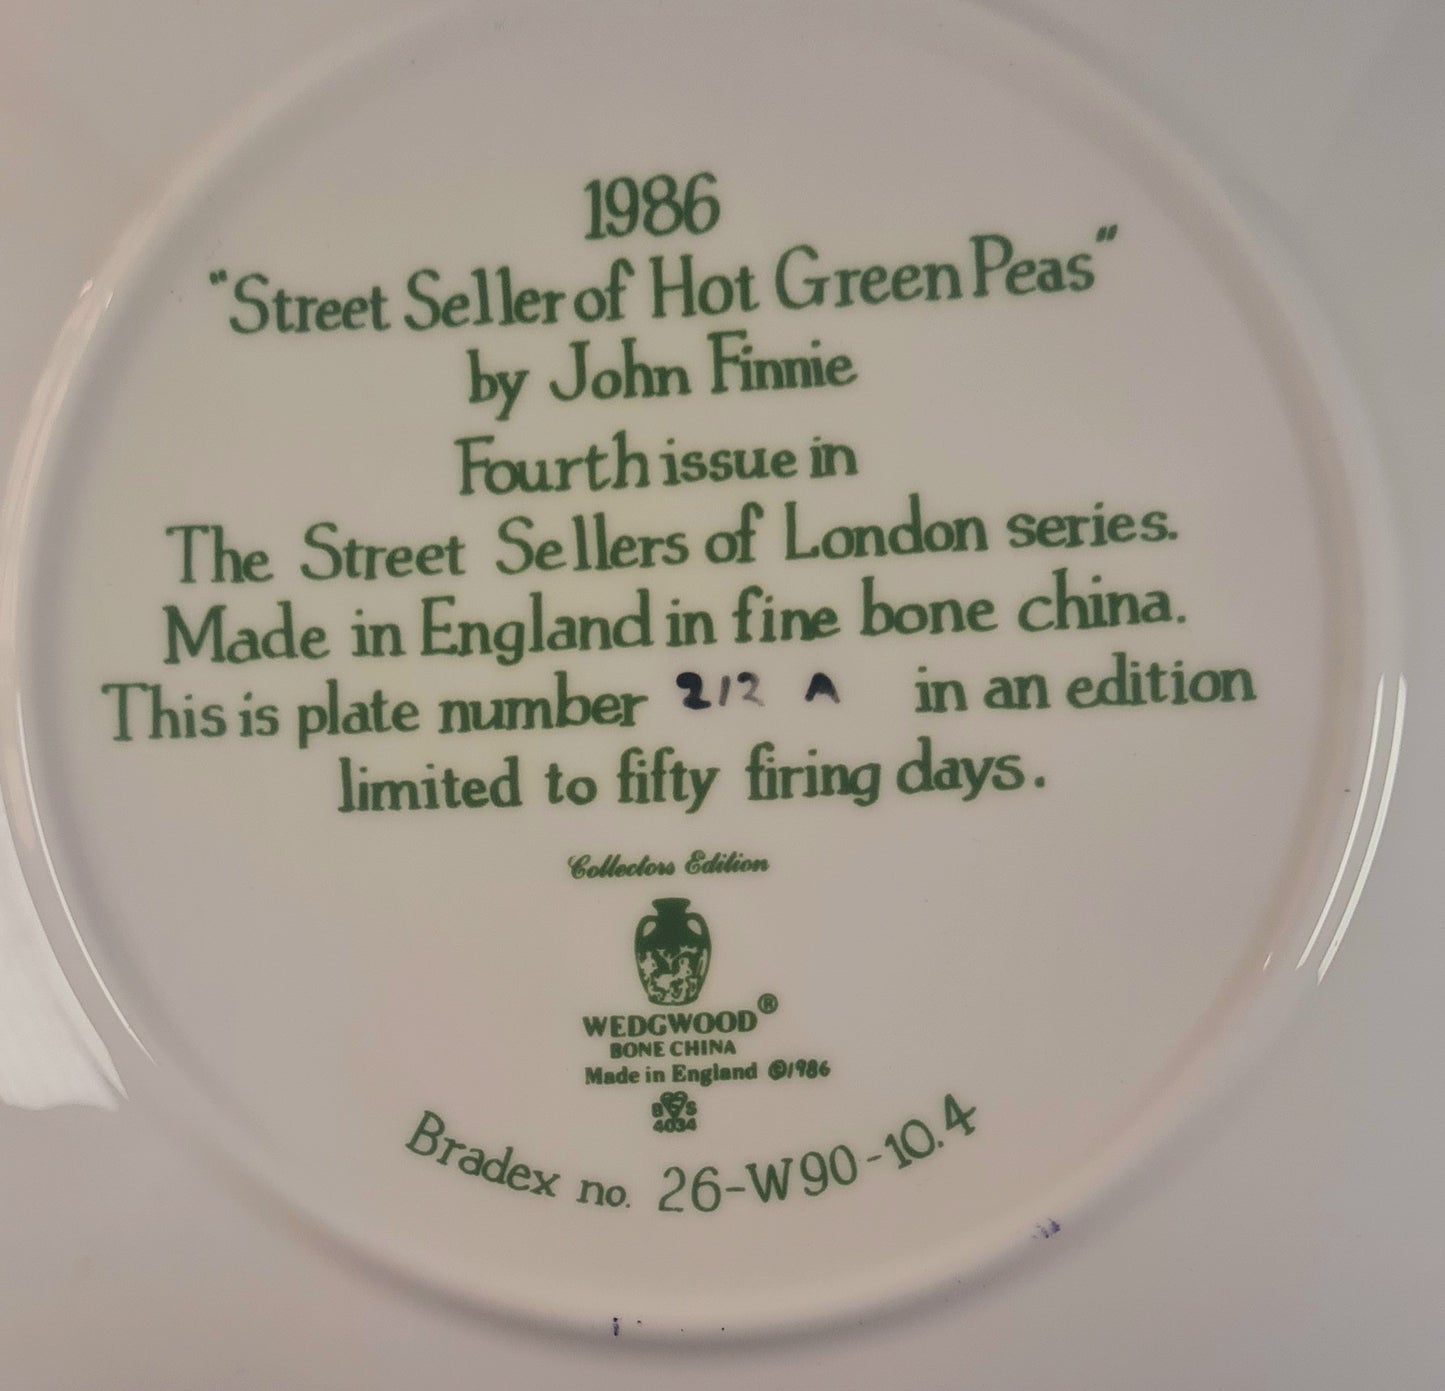 1986
"Street Seller of Hot Green Peas"
by John Finnie
Fourth issue in
The Street Sellers of London series.
Made in England in fine bone china.
This is plate number 212 A in an edition
limited to fifty firing days.
Collectors Edition
WEDGWOOD®
BONE CHINA
Made in England ©1986
BS
4034
Bradex no. 26-W90-10.4